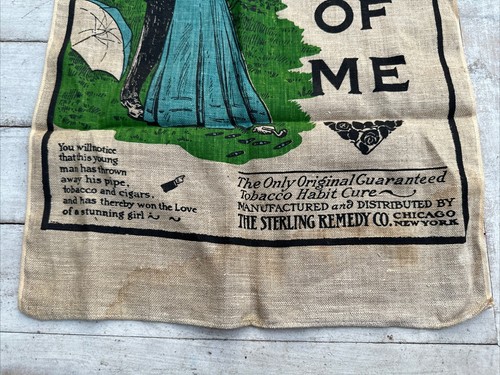 OF
ME
You will notice
that this young
man has thrown
away his pipe,
tobacco and cigars,
and has thereby won the Love
of a stunning girl
The Only Original Guaranteed
Tobacco Habit Cure
MANUFACTURED and DISTRIBUTED BY
THE STERLING REMEDY CO. CHICAGO
NEW YORK